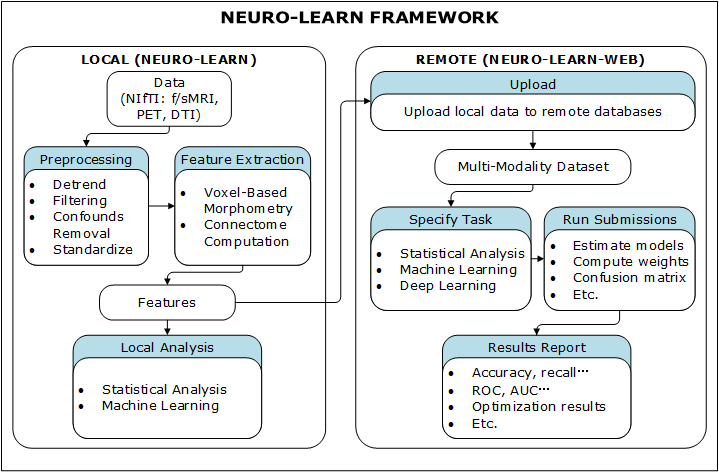 NEURO-LEARN FRAMEWORK
LOCAL (NEURO-LEARN)
Data
(NIfTI: f/sMRI,
PET, DTI)
Preprocessing
• Detrend
• Filtering
• Confounds
Removal
• Standardize
Feature Extraction
• Voxel-Based
Morphometry
• Connectome
Computation
Features
Local Analysis
• Statistical Analysis
• Machine Learning
REMOTE (NEURO-LEARN-WEB)
Upload
Upload local data to remote databases
Multi-Modality Dataset
Specify Task
• Statistical Analysis
• Machine Learning
• Deep Learning
Run Submissions
• Estimate models
• Compute weights
• Confusion matrix
• Etc.
Results Report
• Accuracy, recall…
• ROC, AUC…
• Optimization results
• Etc.